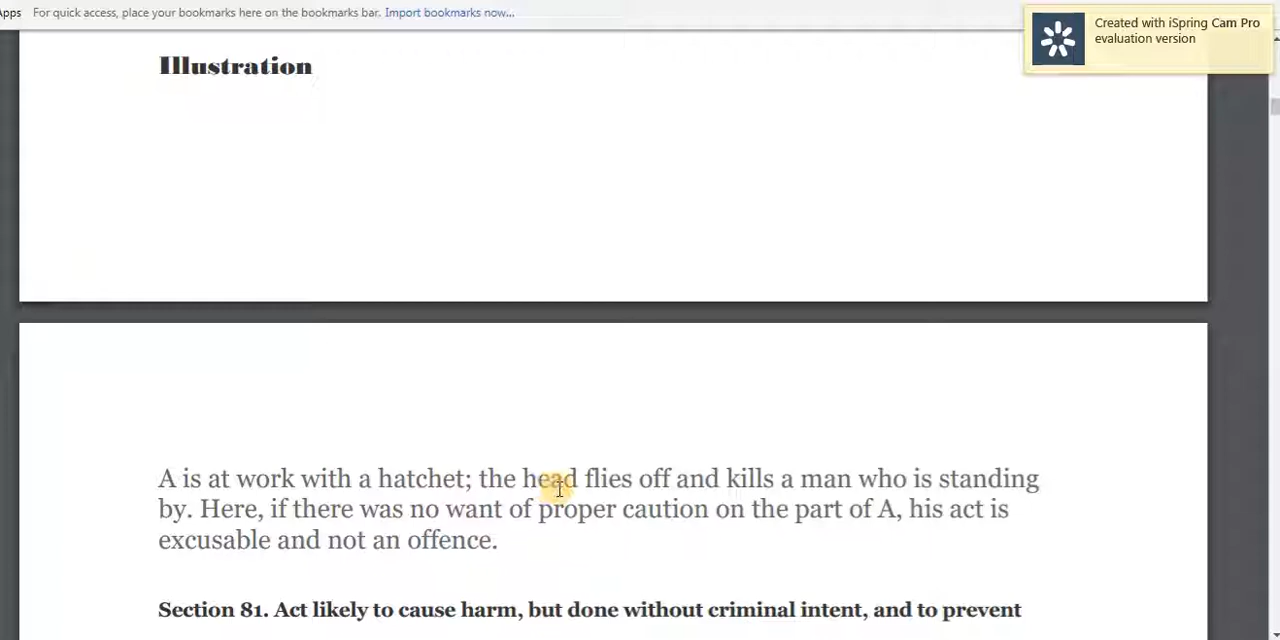 Apps For quick access, place your bookmarks here on the bookmarks bar. Import bookmarks now...
Created with iSpring Cam Pro
evaluation version
Illustration
A is at work with a hatchet; the head flies off and kills a man who is standing
by. Here, if there was no want of proper caution on the part of A, his act is
excusable and not an offence.
Section 81. Act likely to cause harm, but done without criminal intent, and to prevent